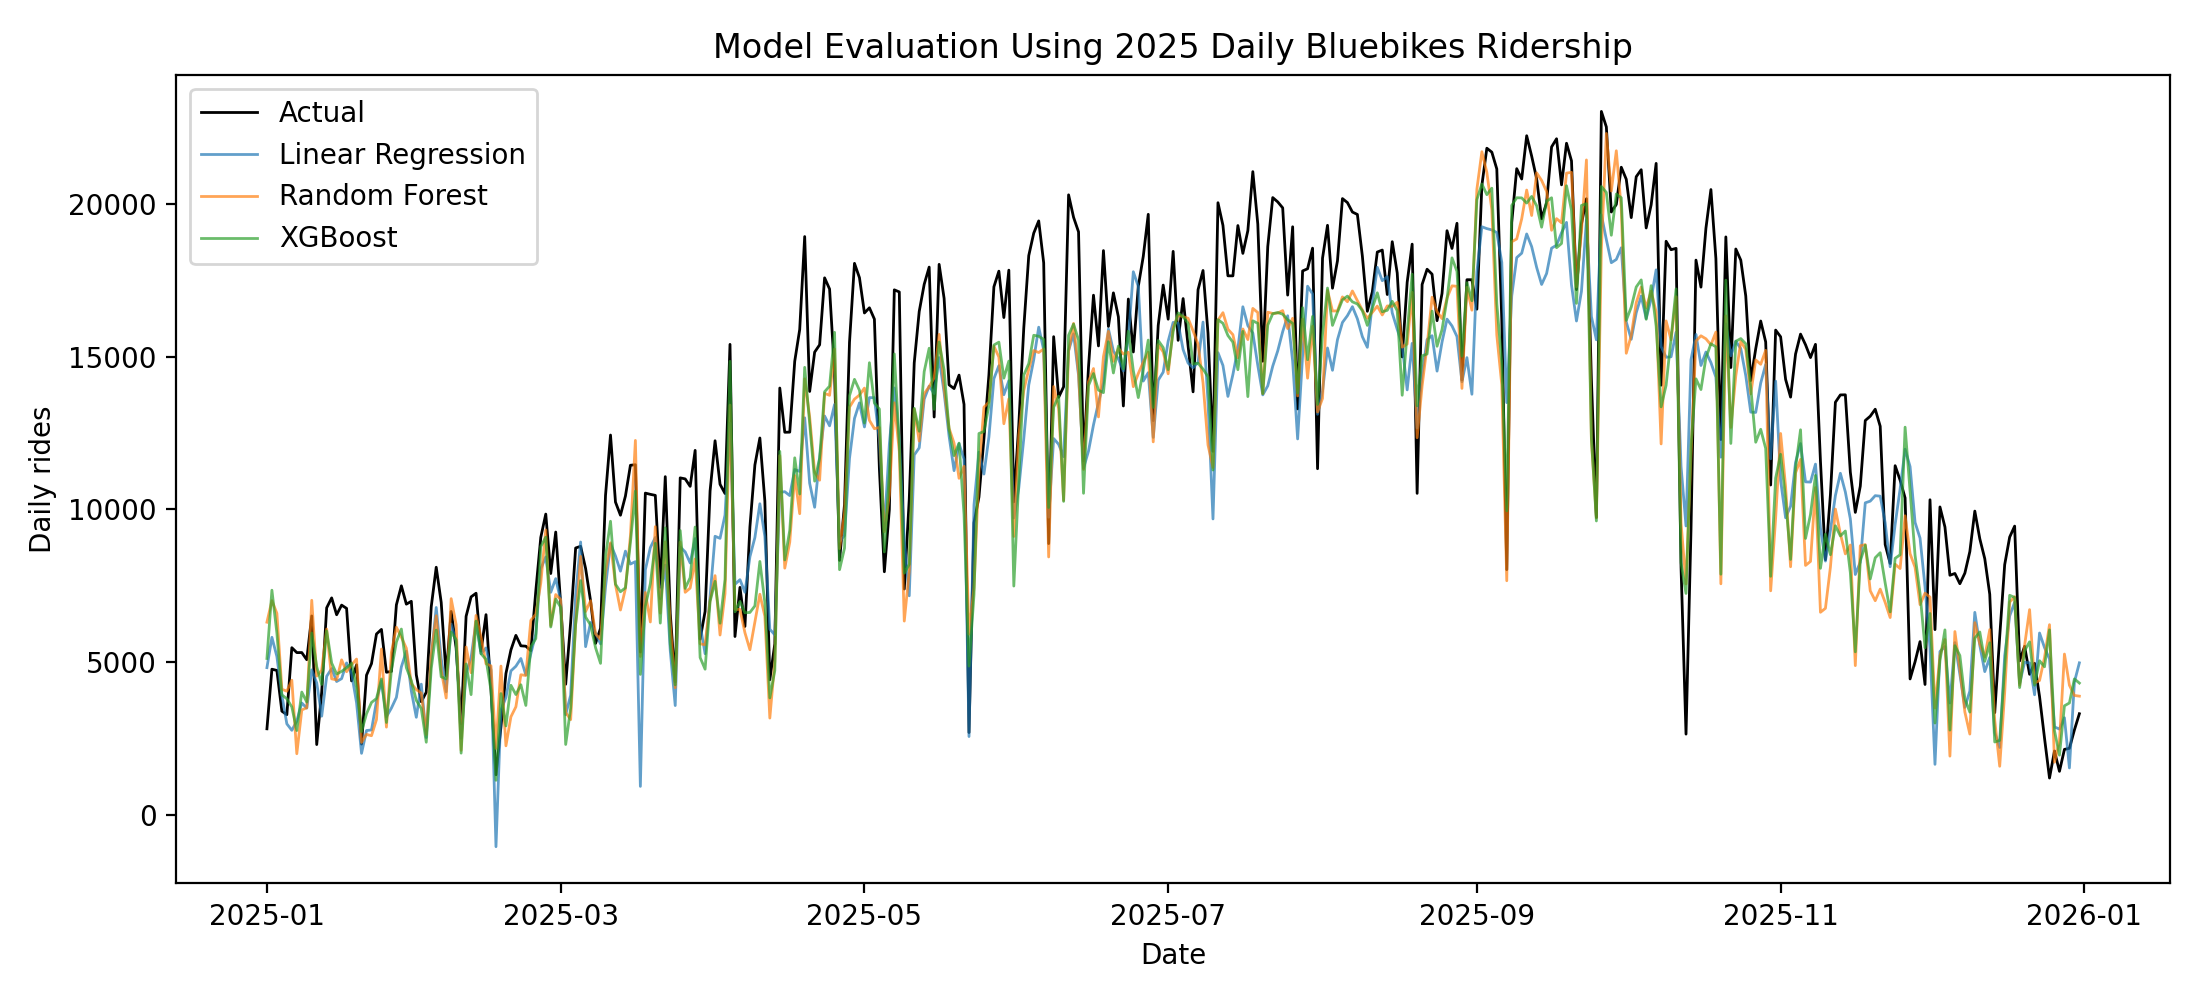 Model Evaluation Using 2025 Daily Bluebikes Ridership
Actual
Linear Regression
Random Forest
XGBoost
20000
15000
10000
5000
0
Daily rides
2025-01 2025-03 2025-05 2025-07 2025-09 2025-11 2026-01
Date